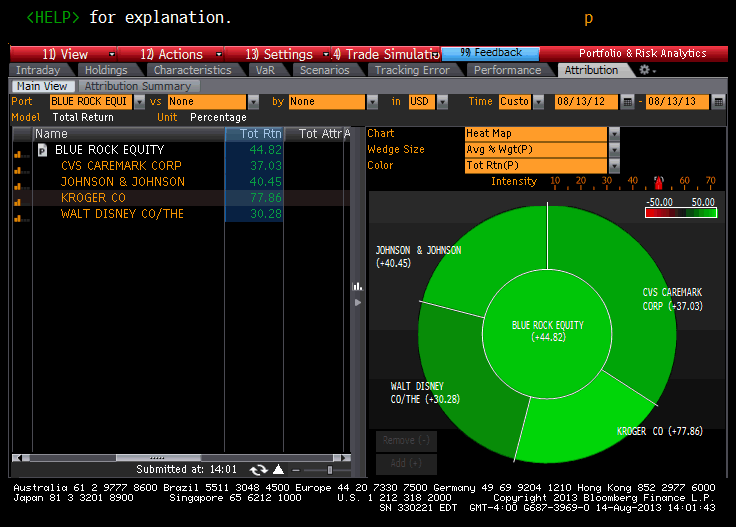 <HELP> for explanation. p
11) View 12) Actions 13) Settings 4) Trade Simulatio 99) Feedback Portfolio & Risk Analytics
Intraday Holdings Characteristics VaR Scenarios Tracking Error Performance Attribution
Main View Attribution Summary
Port BLUE ROCK EQUI vs None by None in USD Time Custo 08/13/12 - 08/13/13
Model Total Return Unit Percentage
Name Tot Rtn Tot Attr A
BLUE ROCK EQUITY 44.82
CVS CAREMARK CORP 37.03
JOHNSON & JOHNSON 40.45
KROGER CO 77.86
WALT DISNEY CO/THE 30.28
Chart Heat Map
Wedge Size Avg % Wgt(P)
Color Tot Rtn(P)
Intensity 10 20 30 40 50 60 70
-50.00 50.00
JOHNSON & JOHNSON
(+40.45)
CVS CAREMARK
CORP (+37.03)
BLUE ROCK EQUITY
(+44.82)
WALT DISNEY
CO/THE (+30.28)
KROGER CO (+77.86)
Remove (-)
Add (+)
Submitted at: 14:01
Australia 61 2 9777 8600 Brazil 5511 3048 4500 Europe 44 20 7330 7500 Germany 49 69 9204 1210 Hong Kong 852 2977 6000
Japan 81 3 3201 8900 Singapore 65 6212 1000 U.S. 1 212 318 2000 Copyright 2013 Bloomberg Finance L.P.
SN 330221 EDT GMT-4:00 G687-3969-0 14-Aug-2013 14:01:43